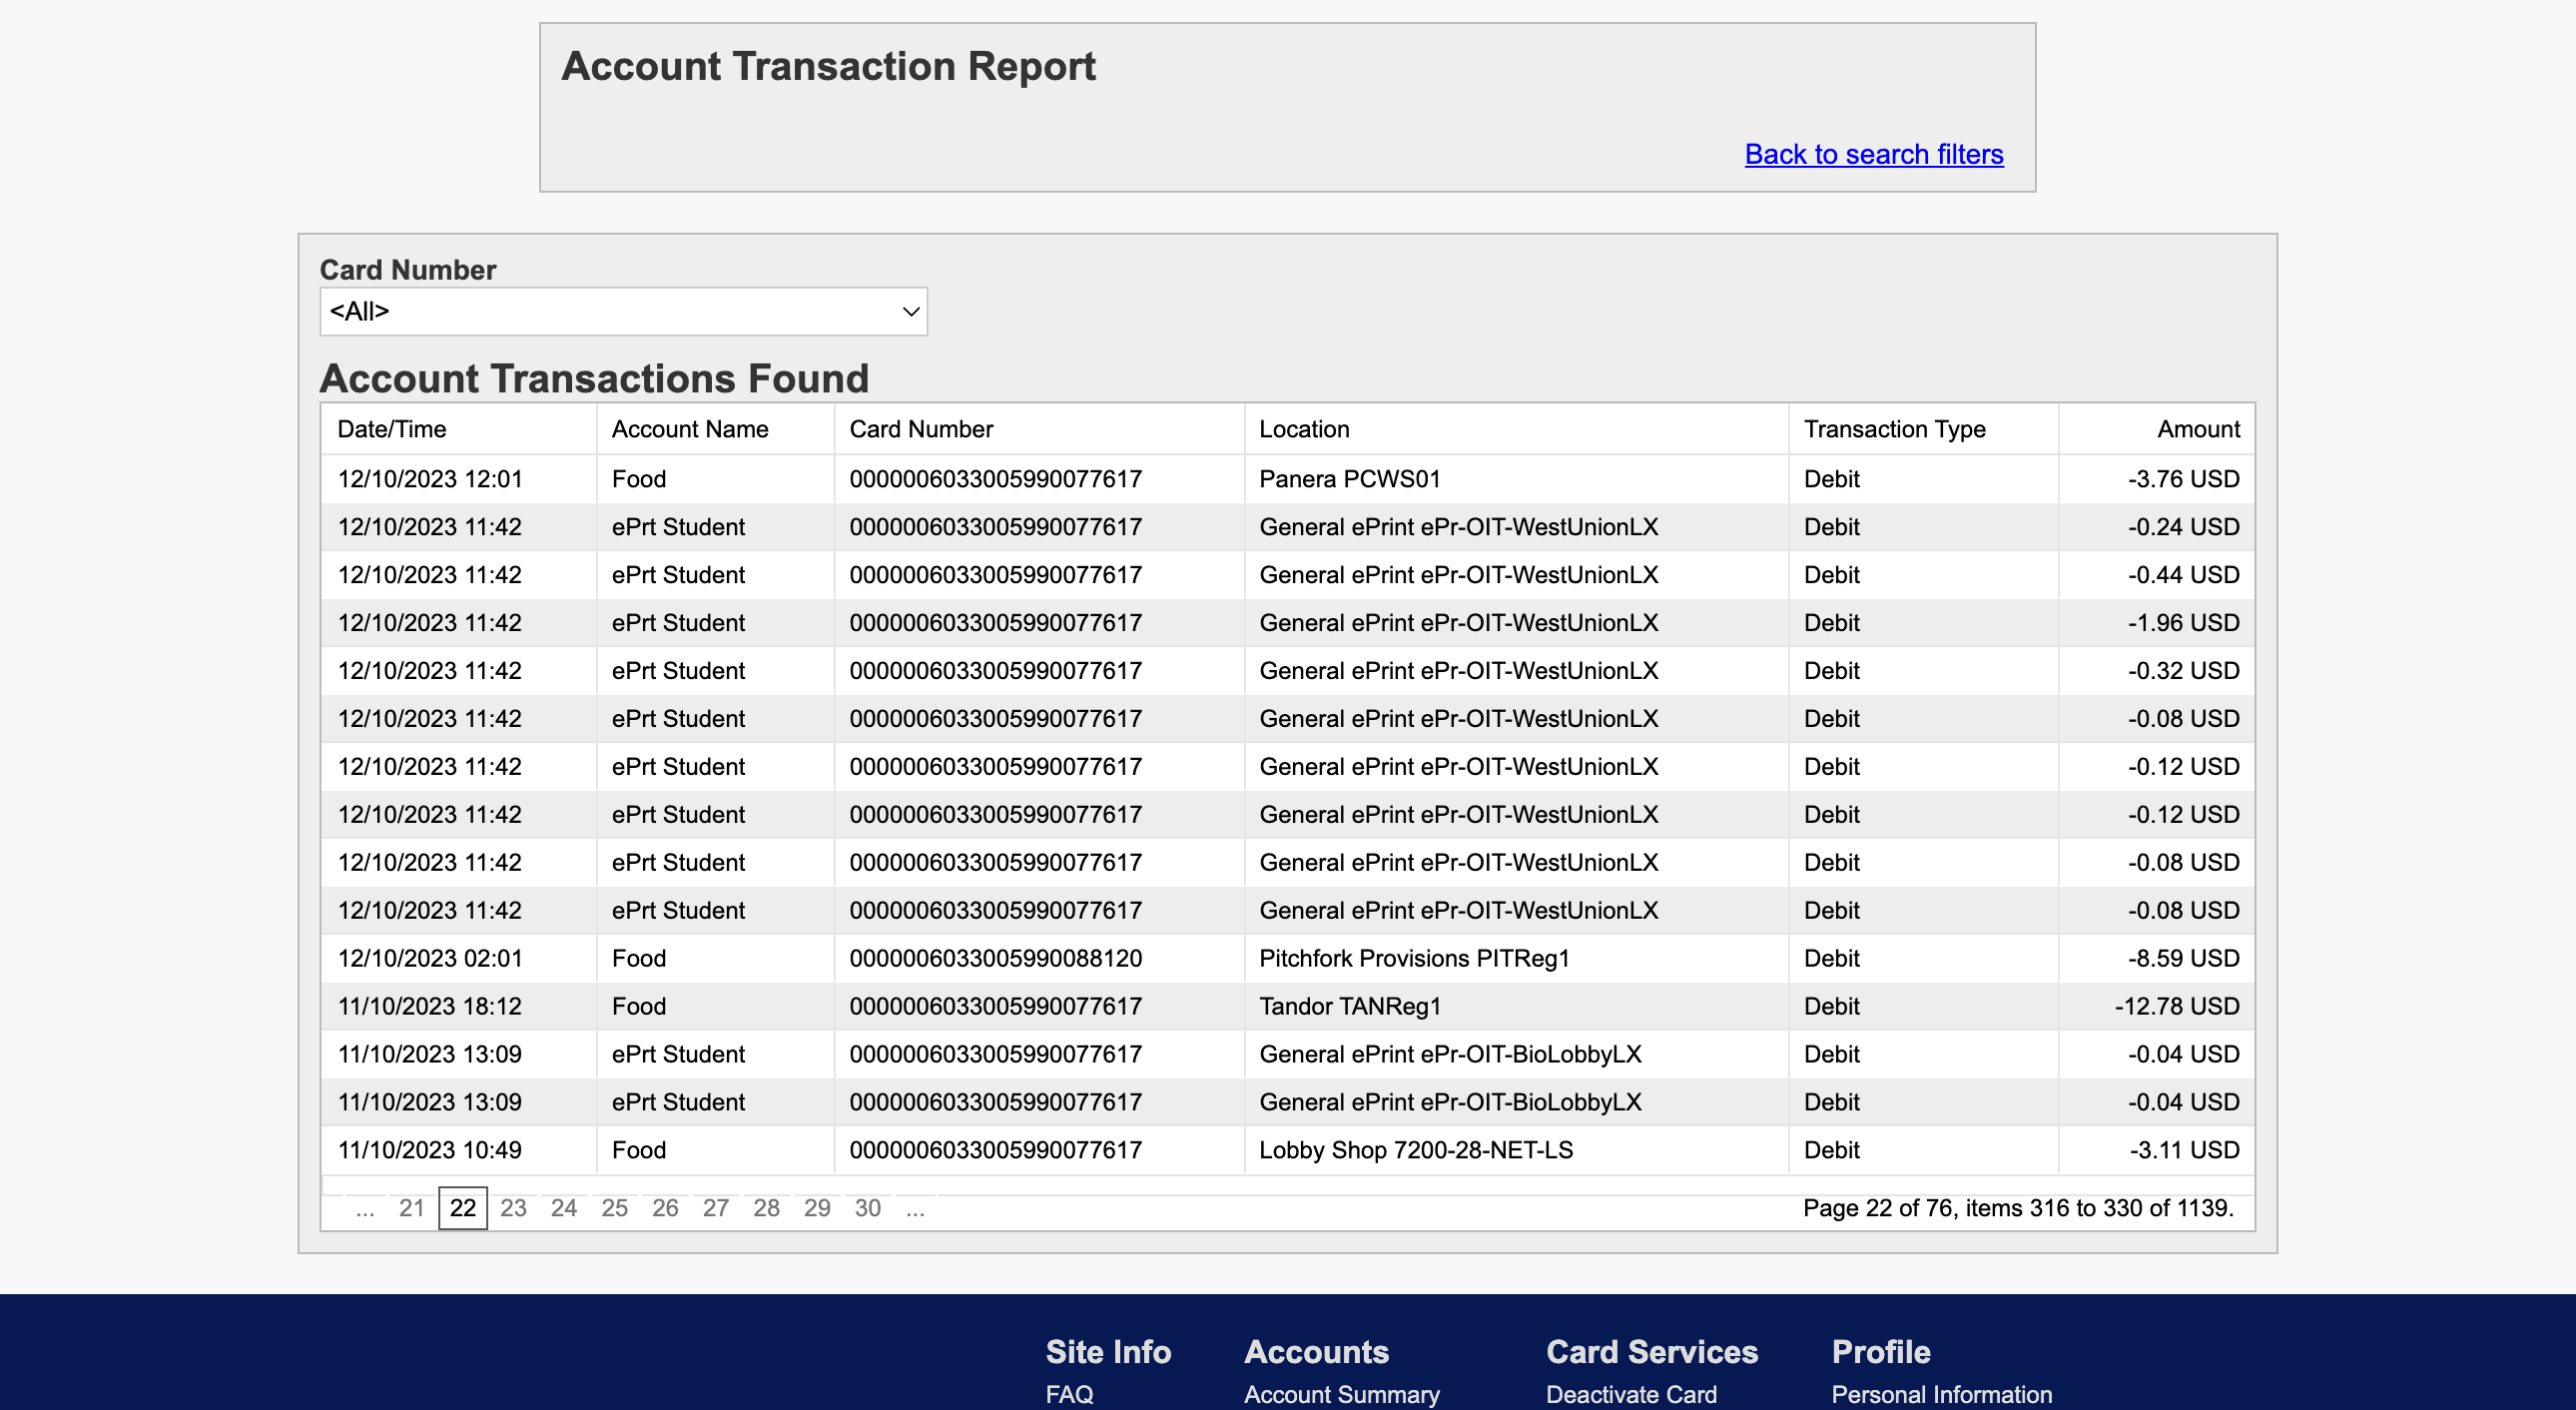 Account Transaction Report
Back to search filters
Card Number
<All>
Account Transactions Found
Date/Time Account Name Card Number Location Transaction Type Amount
12/10/2023 12:01 Food 0000006033005990077617 Panera PCWS01 Debit -3.76 USD
12/10/2023 11:42 ePrt Student 0000006033005990077617 General ePrint ePr-OIT-WestUnionLX Debit -0.24 USD
12/10/2023 11:42 ePrt Student 0000006033005990077617 General ePrint ePr-OIT-WestUnionLX Debit -0.44 USD
12/10/2023 11:42 ePrt Student 0000006033005990077617 General ePrint ePr-OIT-WestUnionLX Debit -1.96 USD
12/10/2023 11:42 ePrt Student 0000006033005990077617 General ePrint ePr-OIT-WestUnionLX Debit -0.32 USD
12/10/2023 11:42 ePrt Student 0000006033005990077617 General ePrint ePr-OIT-WestUnionLX Debit -0.08 USD
12/10/2023 11:42 ePrt Student 0000006033005990077617 General ePrint ePr-OIT-WestUnionLX Debit -0.12 USD
12/10/2023 11:42 ePrt Student 0000006033005990077617 General ePrint ePr-OIT-WestUnionLX Debit -0.12 USD
12/10/2023 11:42 ePrt Student 0000006033005990077617 General ePrint ePr-OIT-WestUnionLX Debit -0.08 USD
12/10/2023 11:42 ePrt Student 0000006033005990077617 General ePrint ePr-OIT-WestUnionLX Debit -0.08 USD
12/10/2023 02:01 Food 0000006033005990088120 Pitchfork Provisions PITReg1 Debit -8.59 USD
11/10/2023 18:12 Food 0000006033005990077617 Tandor TANReg1 Debit -12.78 USD
11/10/2023 13:09 ePrt Student 0000006033005990077617 General ePrint ePr-OIT-BioLobbyLX Debit -0.04 USD
11/10/2023 13:09 ePrt Student 0000006033005990077617 General ePrint ePr-OIT-BioLobbyLX Debit -0.04 USD
11/10/2023 10:49 Food 0000006033005990077617 Lobby Shop 7200-28-NET-LS Debit -3.11 USD
... 21 22 23 24 25 26 27 28 29 30 ... Page 22 of 76, items 316 to 330 of 1139.
Site Info Accounts Card Services Profile
FAQ Account Summary Deactivate Card Personal Information